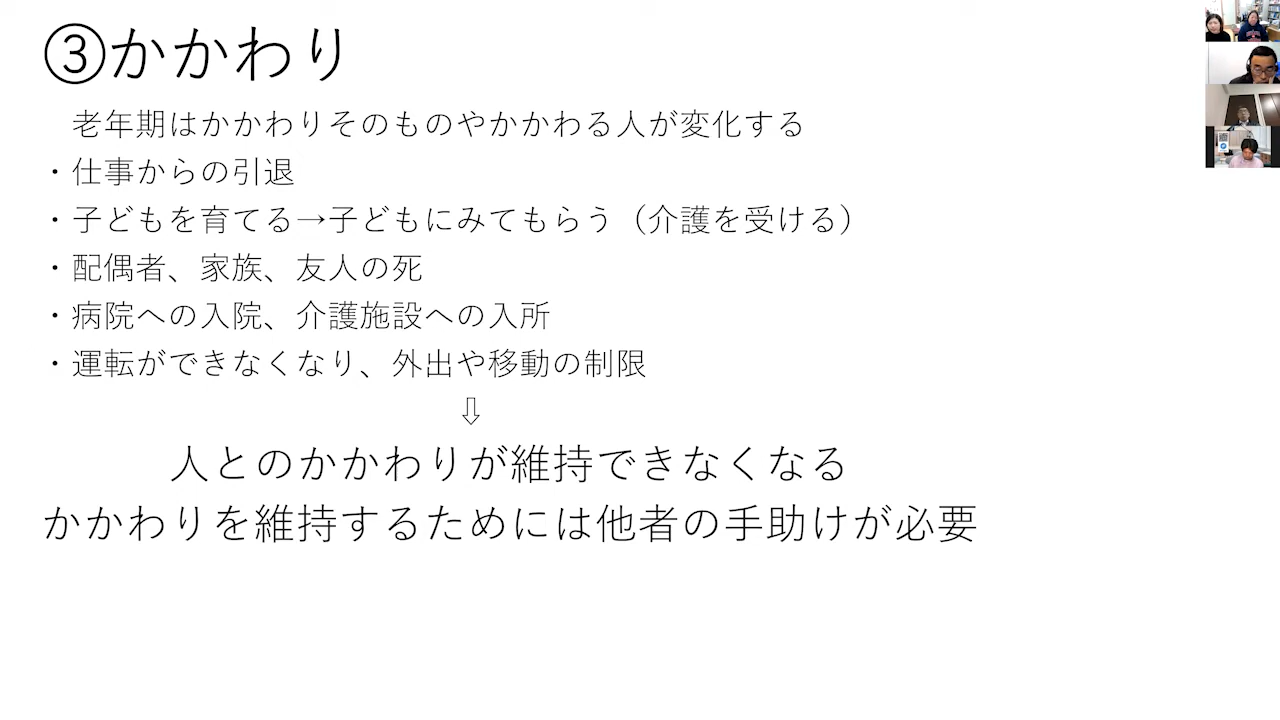 ③かかわり
老年期はかかわりそのものやかかわる人が変化する
・仕事からの引退
・子どもを育てる→子どもにみてもらう（介護を受ける）
・配偶者、家族、友人の死
・病院への入院、介護施設への入所
・運転ができなくなり、外出や移動の制限
⇩
人とのかかわりが維持できなくなる
かかわりを維持するためには他者の手助けが必要